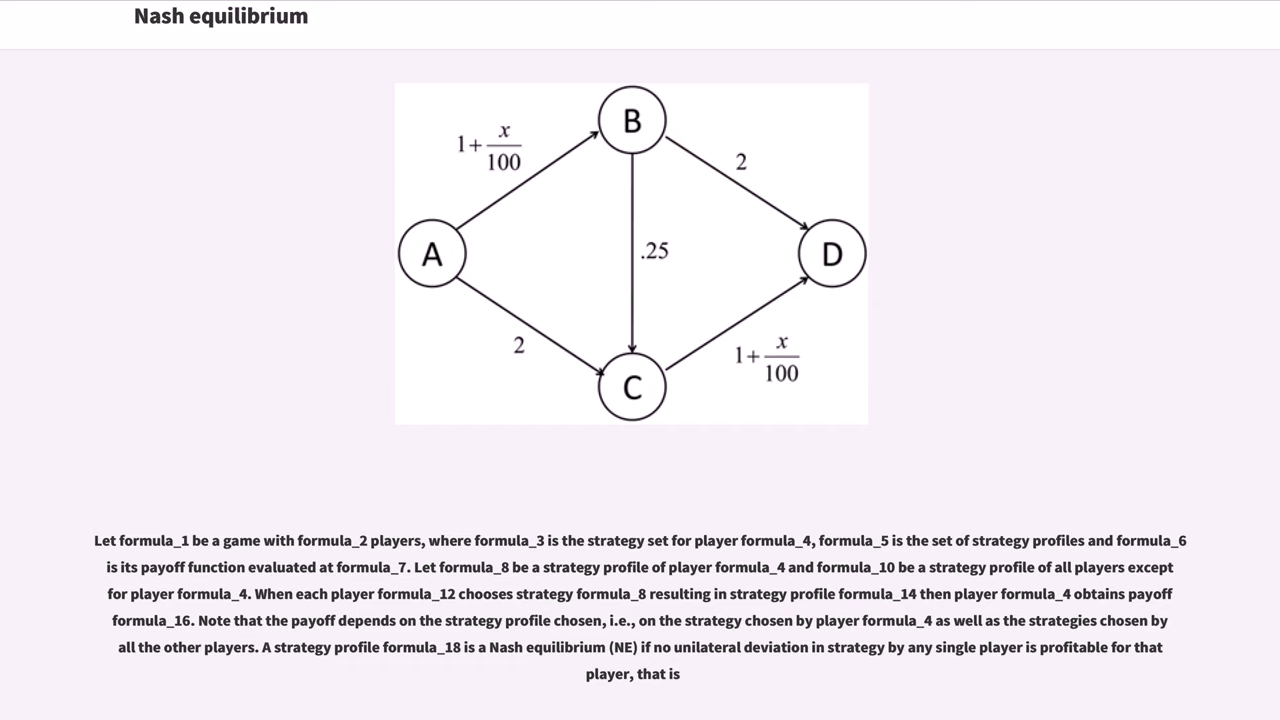 Nash equilibrium
B
1+ x/100
2
A
.25
D
2
1+ x/100
C
Let formula_1 be a game with formula_2 players, where formula_3 is the strategy set for player formula_4, formula_5 is the set of strategy profiles and formula_6
is its payoff function evaluated at formula_7. Let formula_8 be a strategy profile of player formula_4 and formula_10 be a strategy profile of all players except
for player formula_4. When each player formula_12 chooses strategy formula_8 resulting in strategy profile formula_14 then player formula_4 obtains payoff
formula_16. Note that the payoff depends on the strategy profile chosen, i.e., on the strategy chosen by player formula_4 as well as the strategies chosen by
all the other players. A strategy profile formula_18 is a Nash equilibrium (NE) if no unilateral deviation in strategy by any single player is profitable for that
player, that is